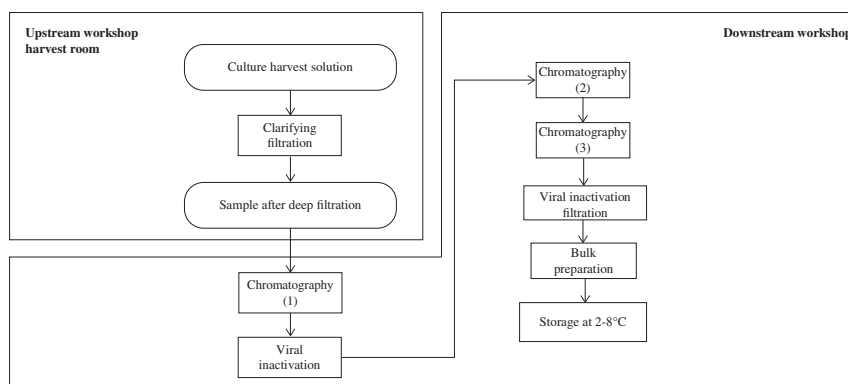 Upstream workshop
harvest room
Culture harvest solution
Clarifying
filtration
Sample after deep filtration
Chromatography
(1)
Viral
inactivation
Downstream workshop
Chromatography
(2)
Chromatography
(3)
Viral inactivation
filtration
Bulk
preparation
Storage at 2-8°C